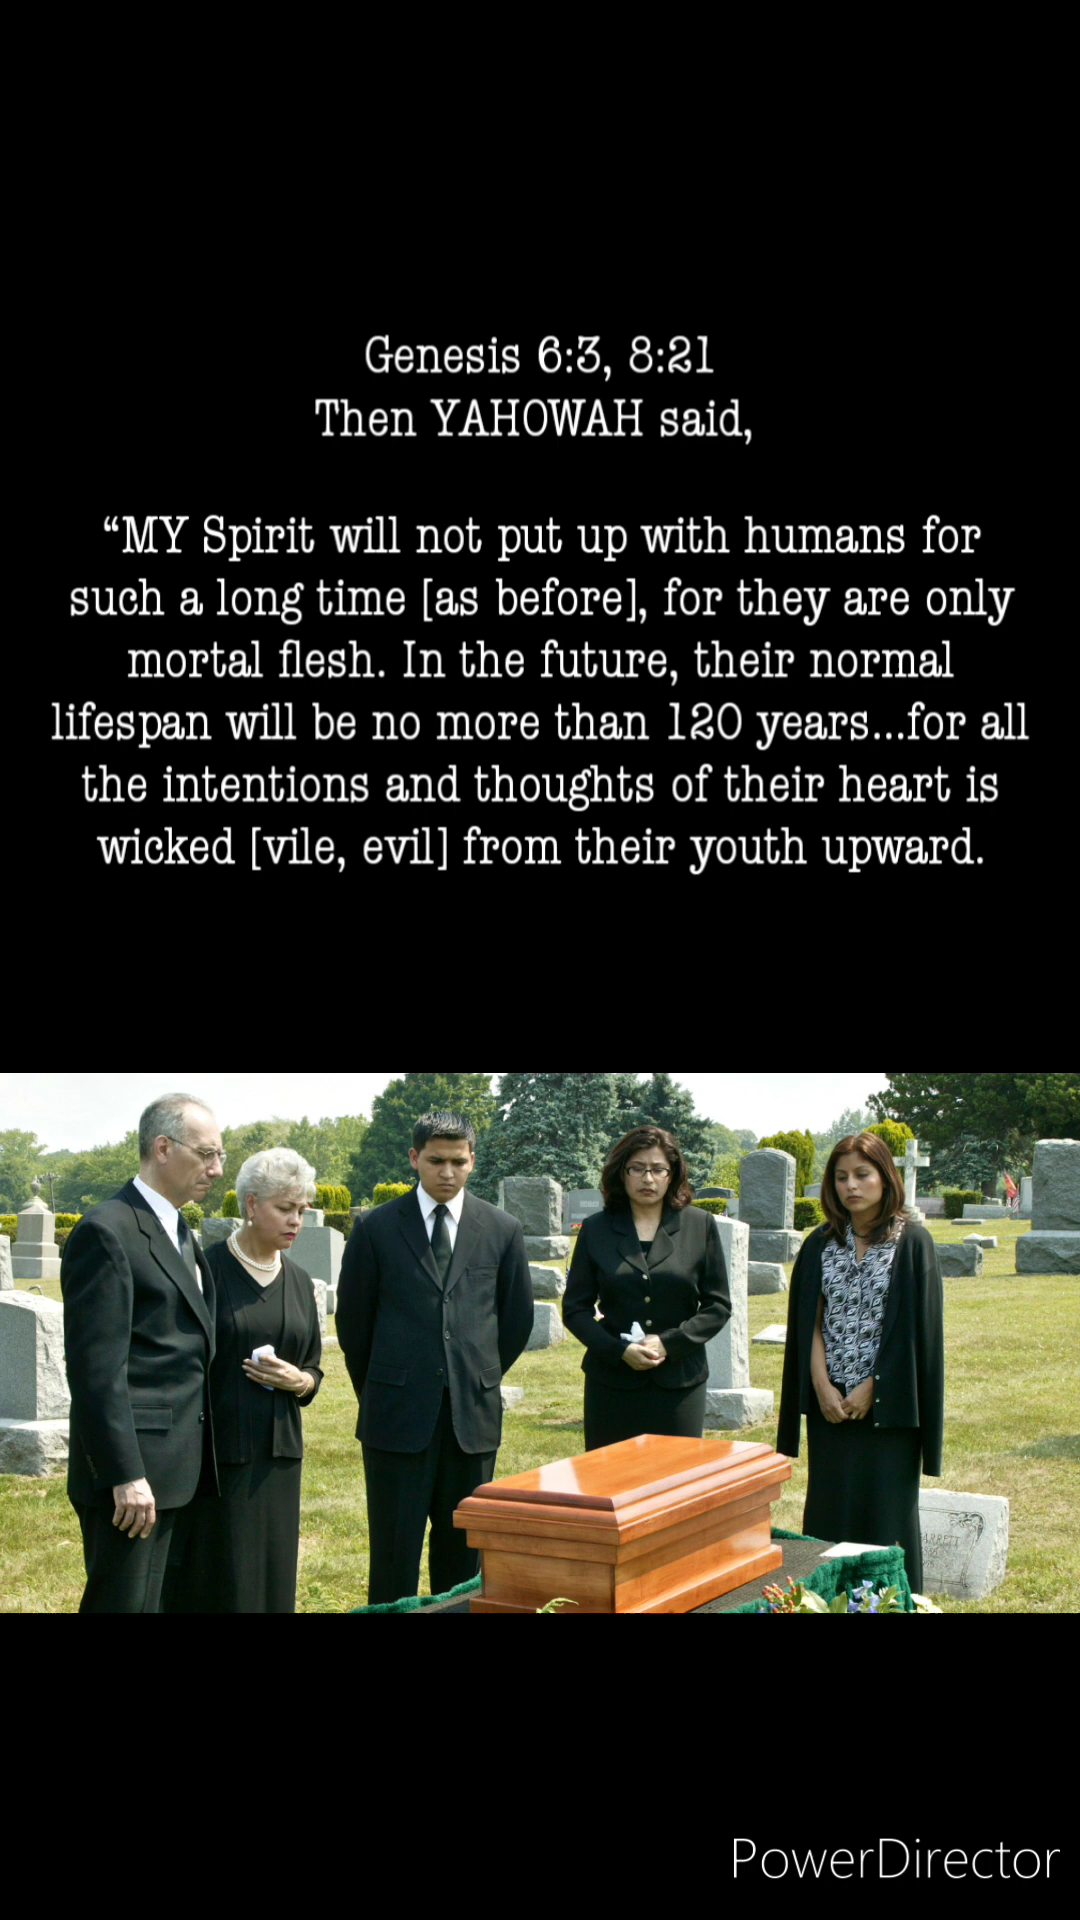 Genesis 6:3, 8:21
Then YAHOWAH said,
“MY Spirit will not put up with humans for
such a long time [as before], for they are only
mortal flesh. In the future, their normal
lifespan will be no more than 120 years...for all
the intentions and thoughts of their heart is
wicked [vile, evil] from their youth upward.
PowerDirector